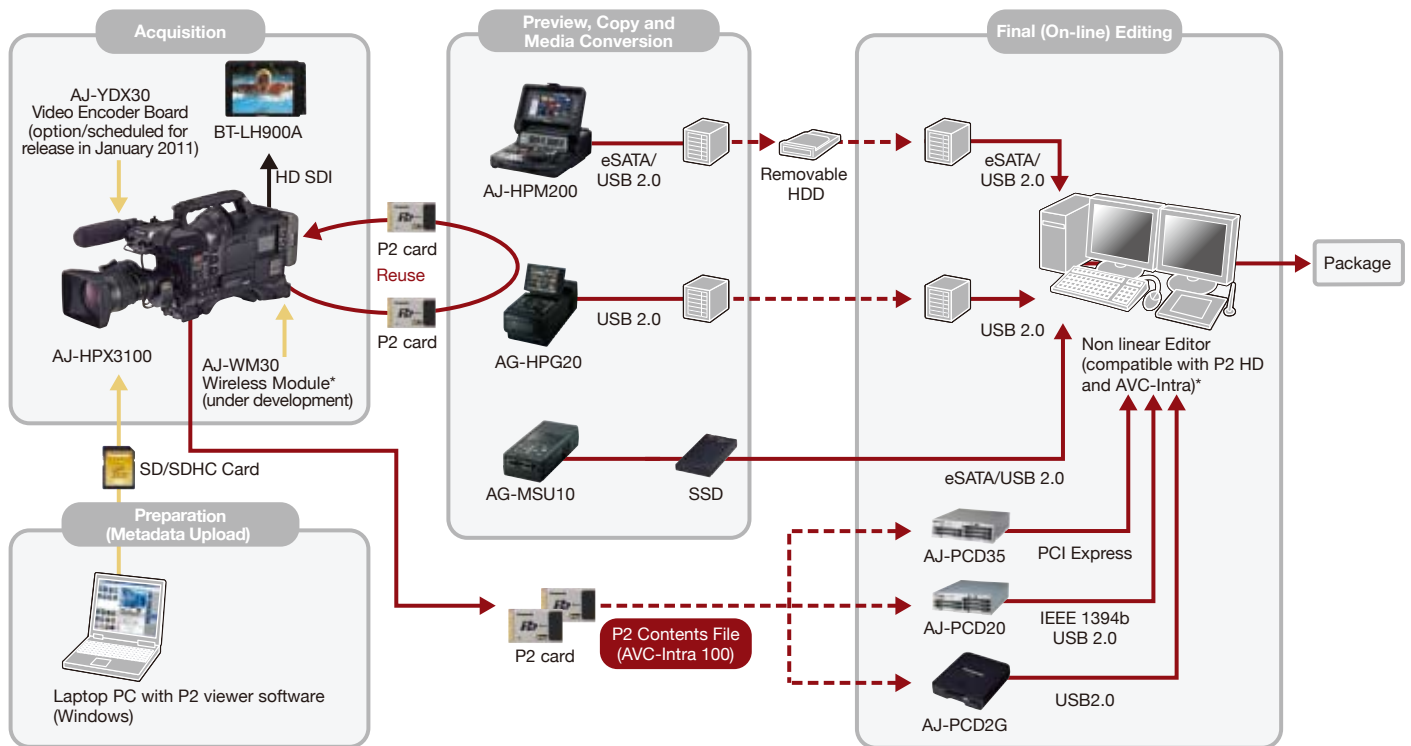 Acquisition
AJ-YDX30
Video Encoder Board
(option/scheduled for
release in January 2011)
BT-LH900A
HD SDI
AJ-HPX3100
AJ-WM30
Wireless Module*
(under development)
SD/SDHC Card
Preparation
(Metadata Upload)
Laptop PC with P2 viewer software
(Windows)
P2 card
Reuse
P2 card
Preview, Copy and
Media Conversion
AJ-HPM200
eSATA/
USB 2.0
Removable
HDD
AG-HPG20
USB 2.0
AG-MSU10
SSD
P2 card
P2 Contents File
(AVC-Intra 100)
Final (On-line) Editing
eSATA/
USB 2.0
USB 2.0
Non linear Editor
(compatible with P2 HD
and AVC-Intra)*
eSATA/USB 2.0
AJ-PCD35
PCI Express
AJ-PCD20
IEEE 1394b
USB 2.0
AJ-PCD2G
USB2.0
Package